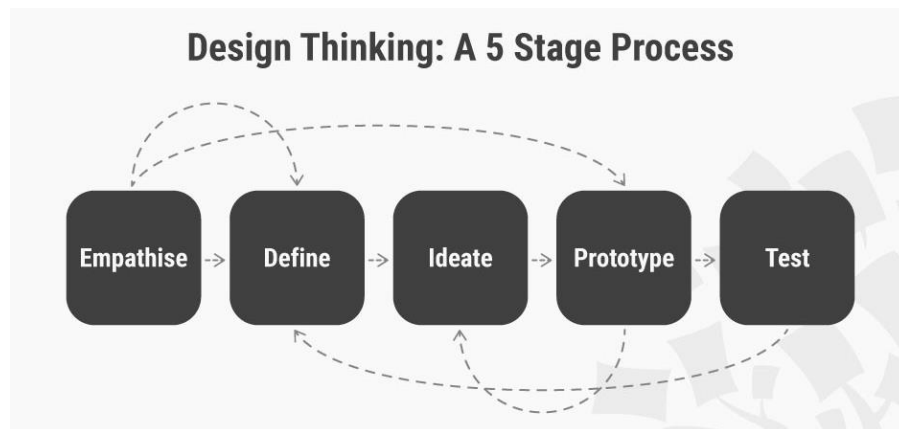 Design Thinking: A 5 Stage Process
Empathise
Define
Ideate
Prototype
Test